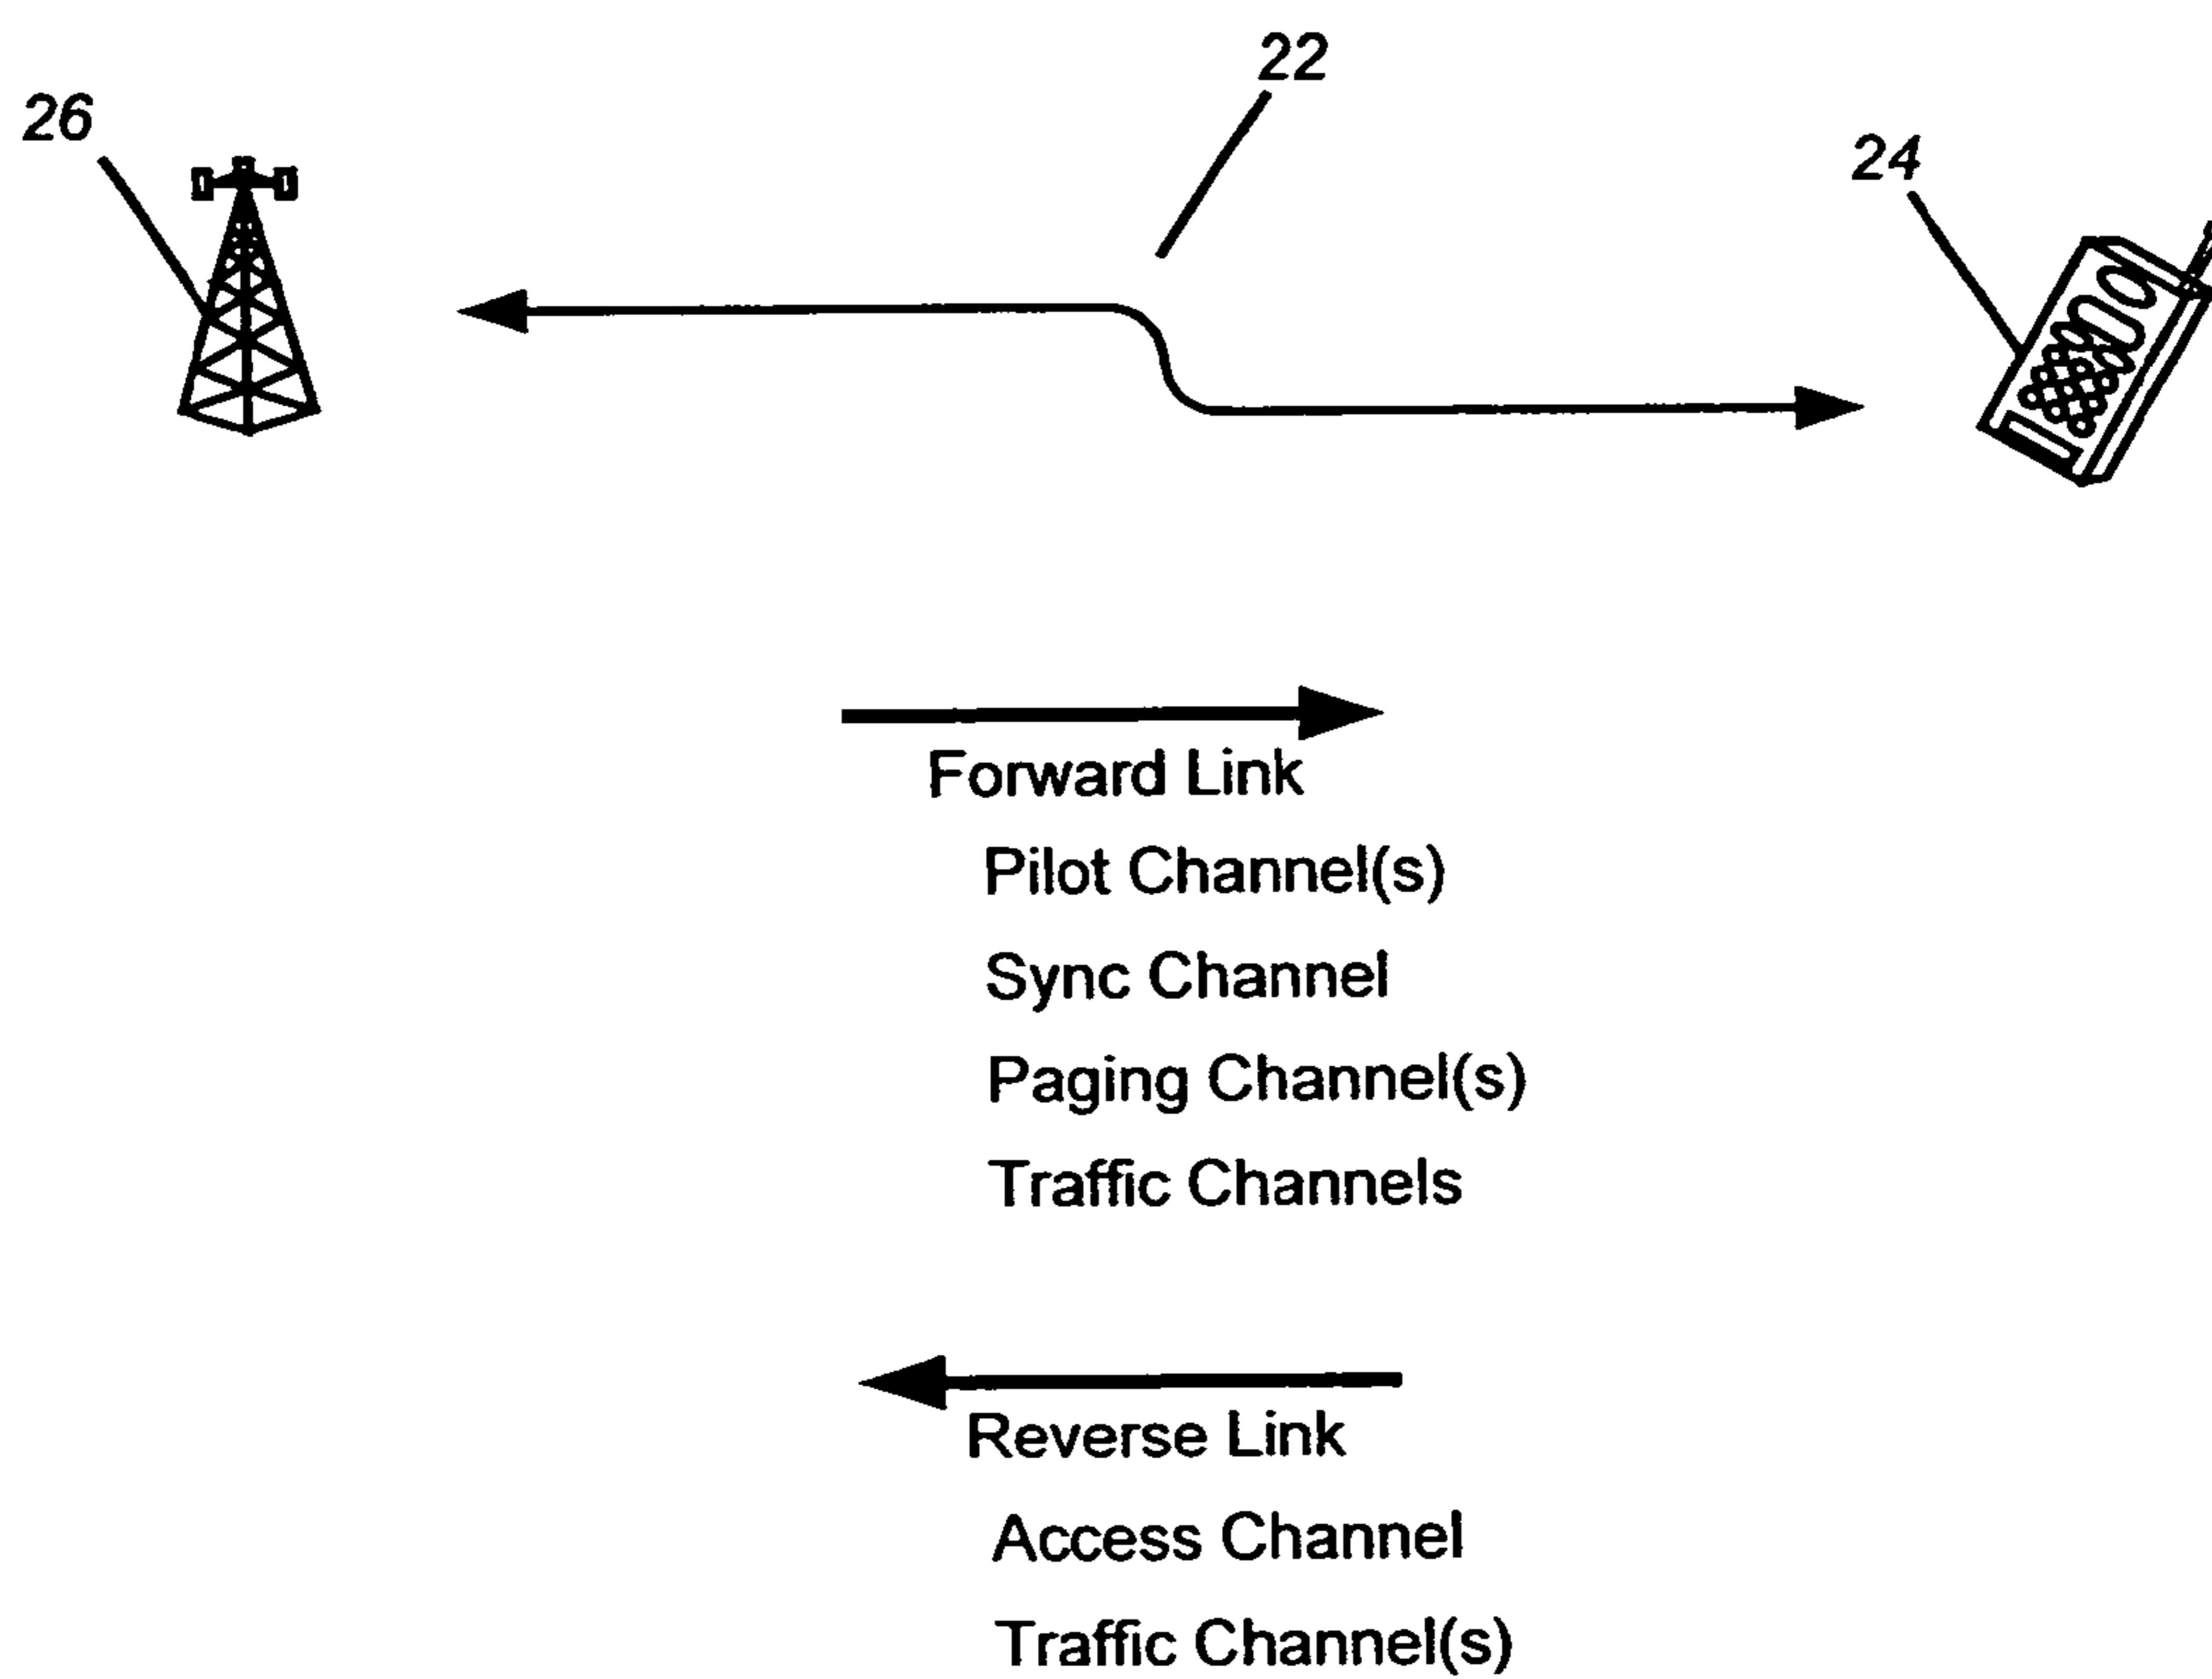 22
26
24
Forward Link
Pilot Channel(s)
Sync Channel
Paging Channel(s)
Traffic Channels
Reverse Link
Access Channel
Traffic Channel(s)